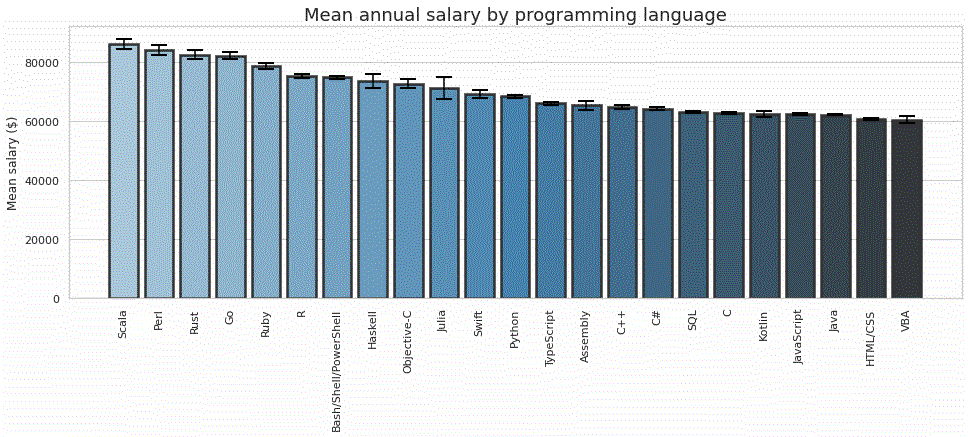 Mean annual salary by programming language
Mean salary ($)
80000
60000
40000
20000
0
Scala
Perl
Rust
Go
Ruby
R
Bash/Shell/PowerShell
Haskell
Objective-C
Julia
Swift
Python
TypeScript
Assembly
C++
C#
SQL
C
Kotlin
JavaScript
Java
HTML/CSS
VBA